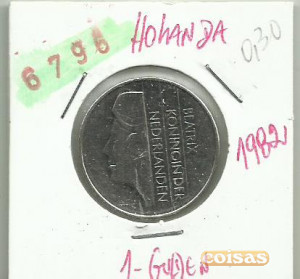 6796
HOLANDA
0,30
BEATRIX
KONINGIN DER
NEDERLANDEN
1982
1-GULDEN
coisas